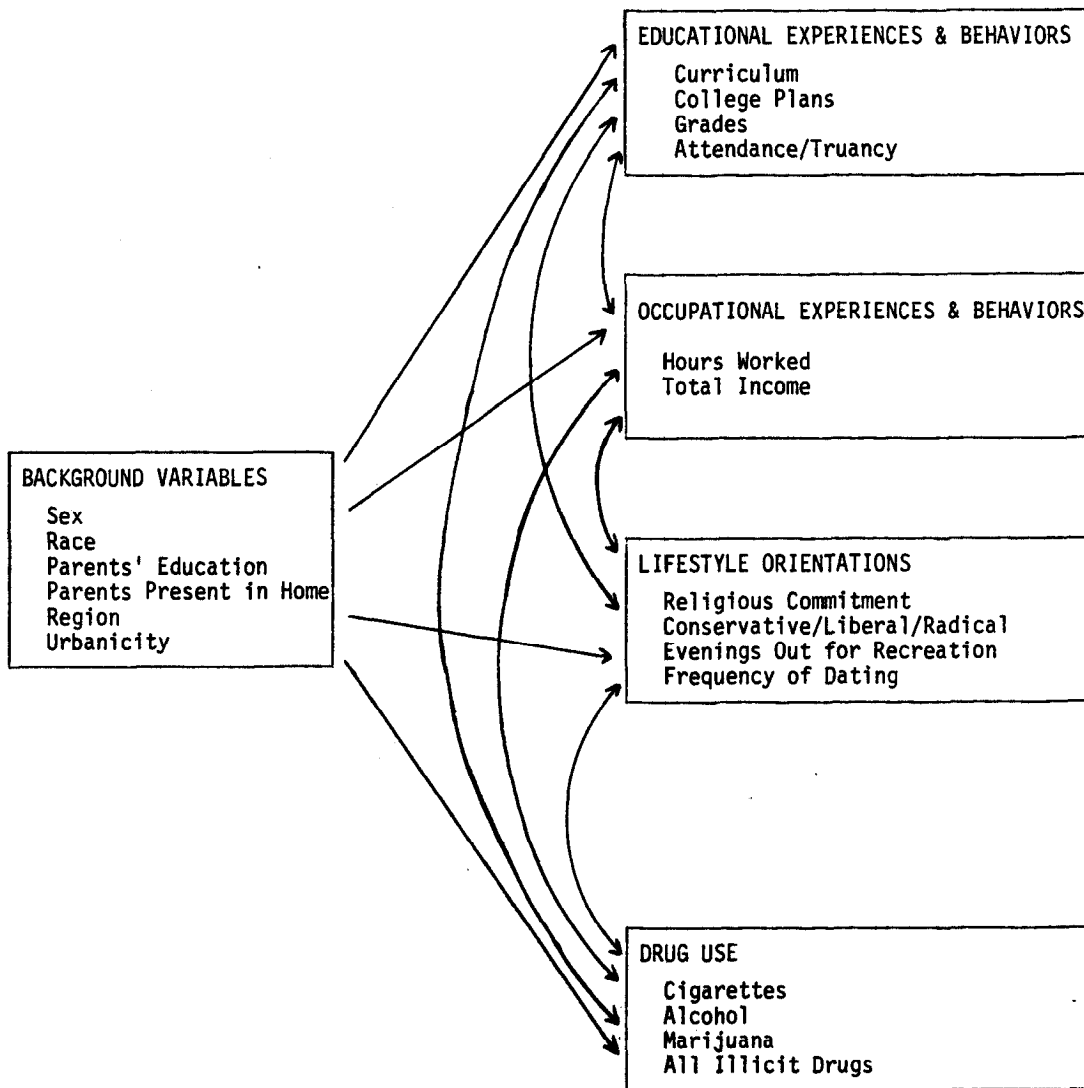 BACKGROUND VARIABLES
Sex
Race
Parents' Education
Parents Present in Home
Region
Urbanicity
EDUCATIONAL EXPERIENCES & BEHAVIORS
Curriculum
College Plans
Grades
Attendance/Truancy
OCCUPATIONAL EXPERIENCES & BEHAVIORS
Hours Worked
Total Income
LIFESTYLE ORIENTATIONS
Religious Commitment
Conservative/Liberal/Radical
Evenings Out for Recreation
Frequency of Dating
DRUG USE
Cigarettes
Alcohol
Marijuana
All Illicit Drugs